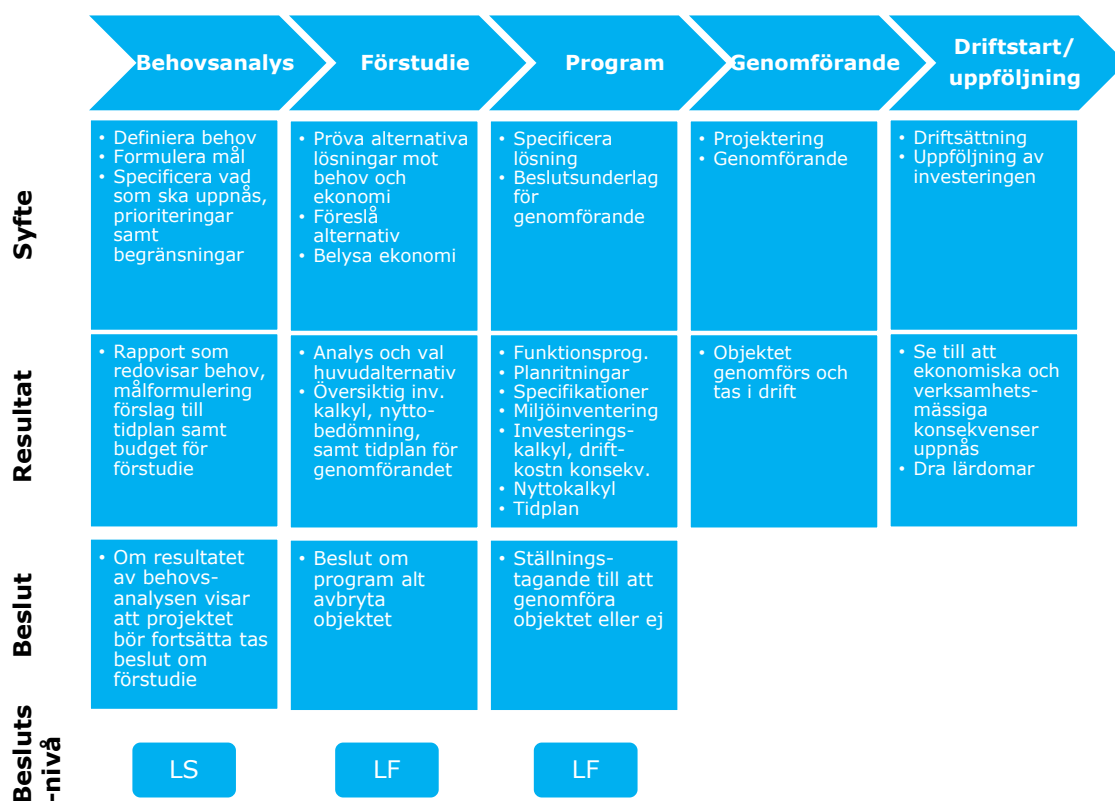 Behovsanalys
Förstudie
Program
Genomförande
Driftstart/
uppföljning
Syfte
• Definiera behov
• Formulera mål
• Specificera vad
som ska uppnås,
prioriteringar
samt
begränsningar
• Pröva alternativa
lösningar mot
behov och
ekonomi
• Föreslå
alternativ
• Belysa ekonomi
• Specificera
lösning
• Beslutsunderlag
för
genomförande
• Projektering
• Genomförande
• Driftsättning
• Uppföljning av
investeringen
Resultat
• Rapport som
redovisar behov,
målformulering
förslag till
tidplan samt
budget för
förstudie
• Analys och val
huvudalternativ
• Översiktig inv.
kalkyl, nytto-
bedömning,
samt tidplan för
genomförandet
• Funktionsprog.
• Planritningar
• Specifikationer
• Miljöinventering
• Investerings-
kalkyl, drift-
kostn konsekv.
• Nyttokalkyl
• Tidplan
• Objektet
genomförs och
tas i drift
• Se till att
ekonomiska och
verksamhets-
mässiga
konsekvenser
uppnås
• Dra lärdomar
Beslut
• Om resultatet
av behovs-
analysen visar
att projektet
bör fortsätta tas
beslut om
förstudie
• Beslut om
program alt
avbryta
objektet
• Ställnings-
tagande till att
genomföra
objektet eller ej
Besluts
-nivå
LS
LF
LF